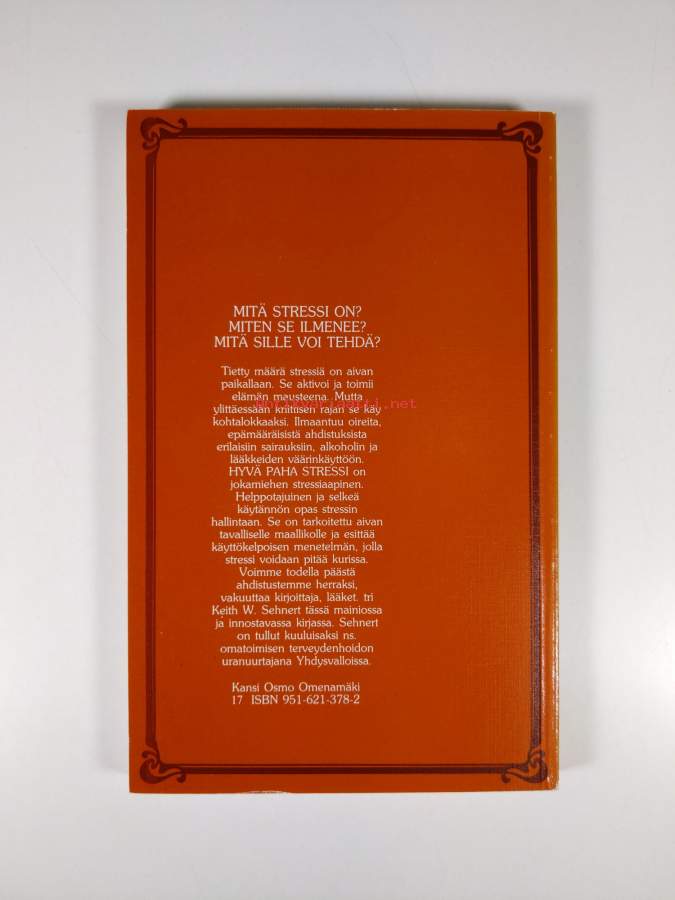 MITÄ STRESSI ON?
MITEN SE ILMENEE?
MITÄ SILLE VOI TEHDÄ?
Tietty määrä stressiä on aivan
paikallaan. Se aktivoi ja toimii
elämän mausteena. Mutta
ylittäessään kriittisen rajan se käy
kohtalokkaaksi. Ilmaantuu oireita,
epämääräisistä ahdistuksista
erilaisiin sairauksiin, alkoholin ja
lääkkeiden väärinkäyttöön.
HYVÄ PAHA STRESSI on
jokamiehen stressiaapinen.
Helppotajuinen ja selkeä
käytännön opas stressin
hallintaan. Se on tarkoitettu aivan
tavalliselle maallikolle ja esittää
käyttökelpoisen menetelmän, jolla
stressi voidaan pitää kurissa.
Voimme todella päästä
ahdistustemme herraksi,
vakuuttaa kirjoittaja, lääket. tri
Keith W. Sehnert tässä mainiossa
ja innostavassa kirjassa. Sehnert
on tullut kuuluisaksi ns.
omatoimisen terveydenhoidon
uranuurtajana Yhdysvalloissa.
Kansi Osmo Omenamäki
17 ISBN 951-621-378-2